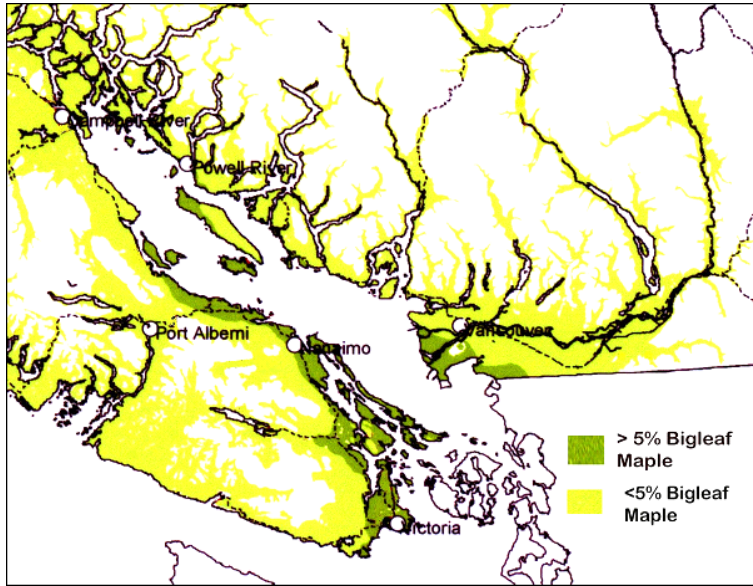 Campbell River
Powell River
Port Alberni
Nanaimo
Vancouver
Victoria
> 5% Bigleaf
Maple
<5% Bigleaf
Maple